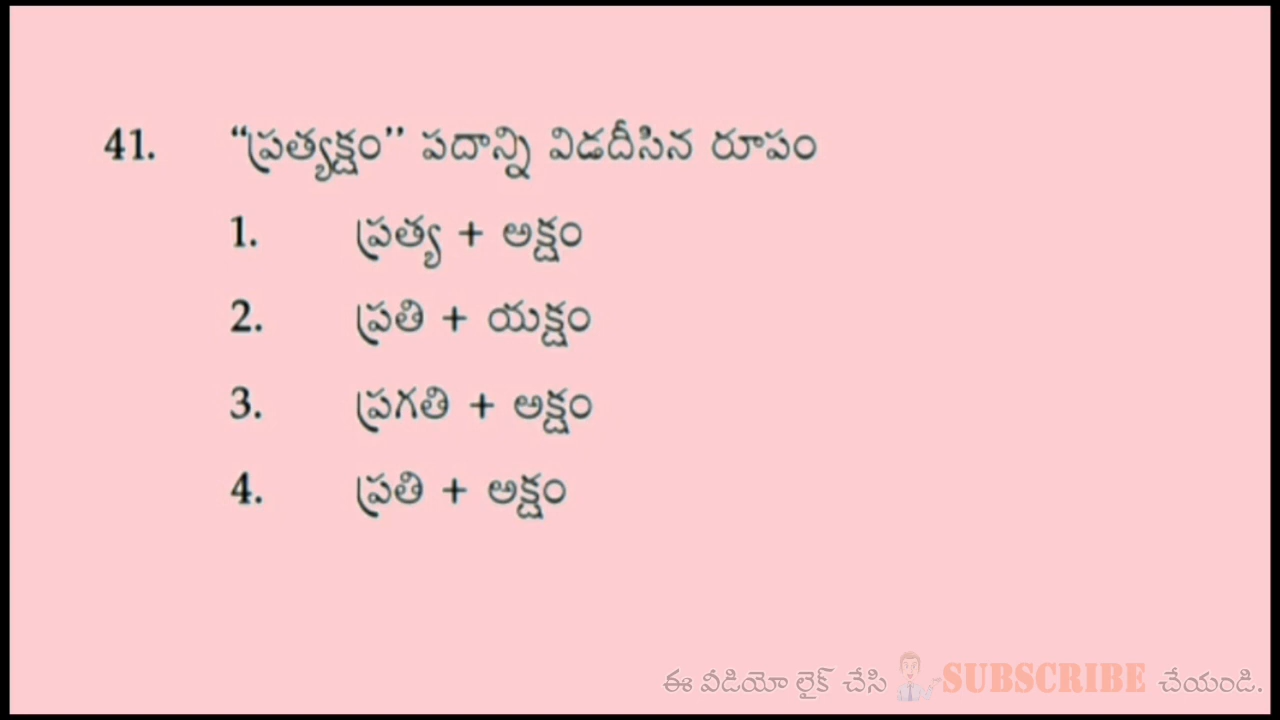 41. “ప్రత్యక్షం’’ పదాన్ని విడదీసిన రూపం
1. ప్రత్య + అక్షం
2. ప్రతి + యక్షం
3. ప్రగతి + అక్షం
4. ప్రతి + అక్షం
ఈ వీడియో లైక్ చేసి SUBSCRIBE చేయండి.